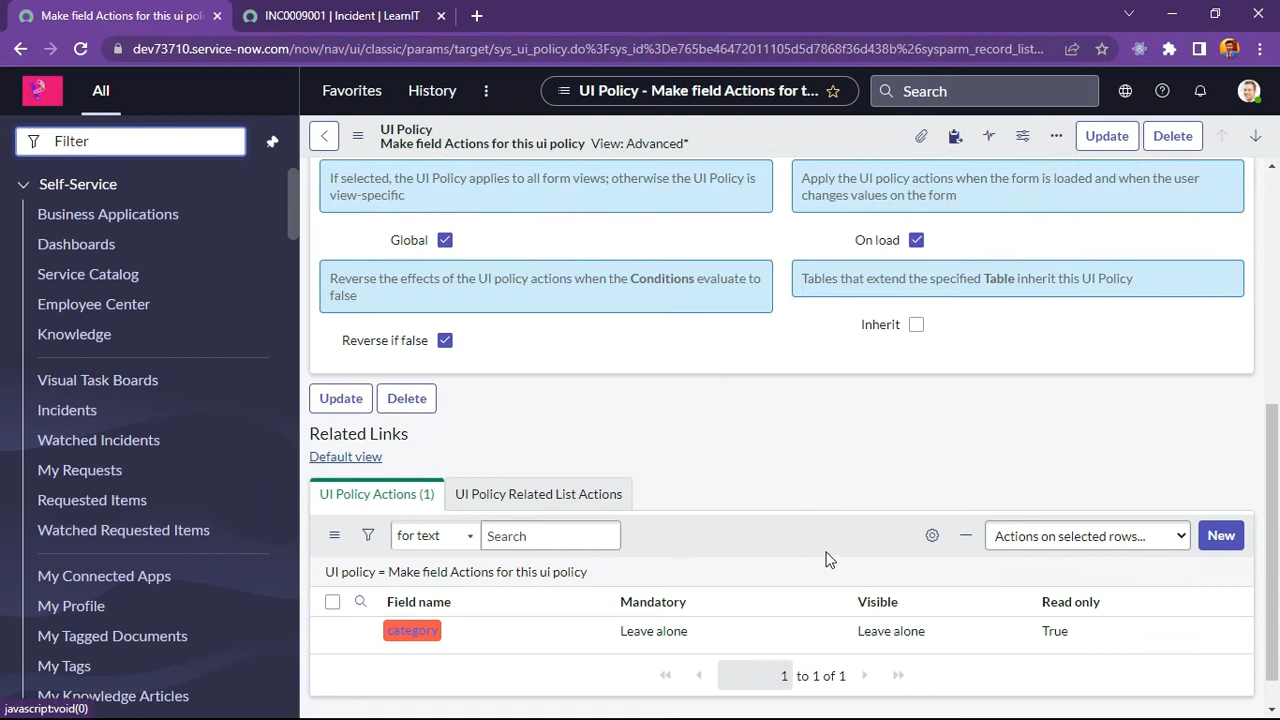 Make field Actions for this ui poli
INC0009001 | Incident | LearnIT
dev73710.service-now.com/now/nav/ui/classic/params/target/sys_ui_policy.do%3Fsys_id%3De765be46472011105d5d7868f36d438b%26sysparm_record_list...
All
Favorites
History
UI Policy - Make field Actions for t...
Search
Filter
Self-Service
Business Applications
Dashboards
Service Catalog
Employee Center
Knowledge
Visual Task Boards
Incidents
Watched Incidents
My Requests
Requested Items
Watched Requested Items
My Connected Apps
My Profile
My Tagged Documents
My Tags
My Knowledge Articles
javascript:void(0)
UI Policy
Make field Actions for this ui policy View: Advanced*
Update
Delete
If selected, the UI Policy applies to all form views; otherwise the UI Policy is
view-specific
Apply the UI policy actions when the form is loaded and when the user
changes values on the form
Global
On load
Reverse the effects of the UI policy actions when the Conditions evaluate to
false
Tables that extend the specified Table inherit this UI Policy
Inherit
Reverse if false
Update
Delete
Related Links
Default view
UI Policy Actions (1)
UI Policy Related List Actions
for text
Search
Actions on selected rows...
New
UI policy = Make field Actions for this ui policy
Field name
Mandatory
Visible
Read only
category
Leave alone
Leave alone
True
1 to 1 of 1